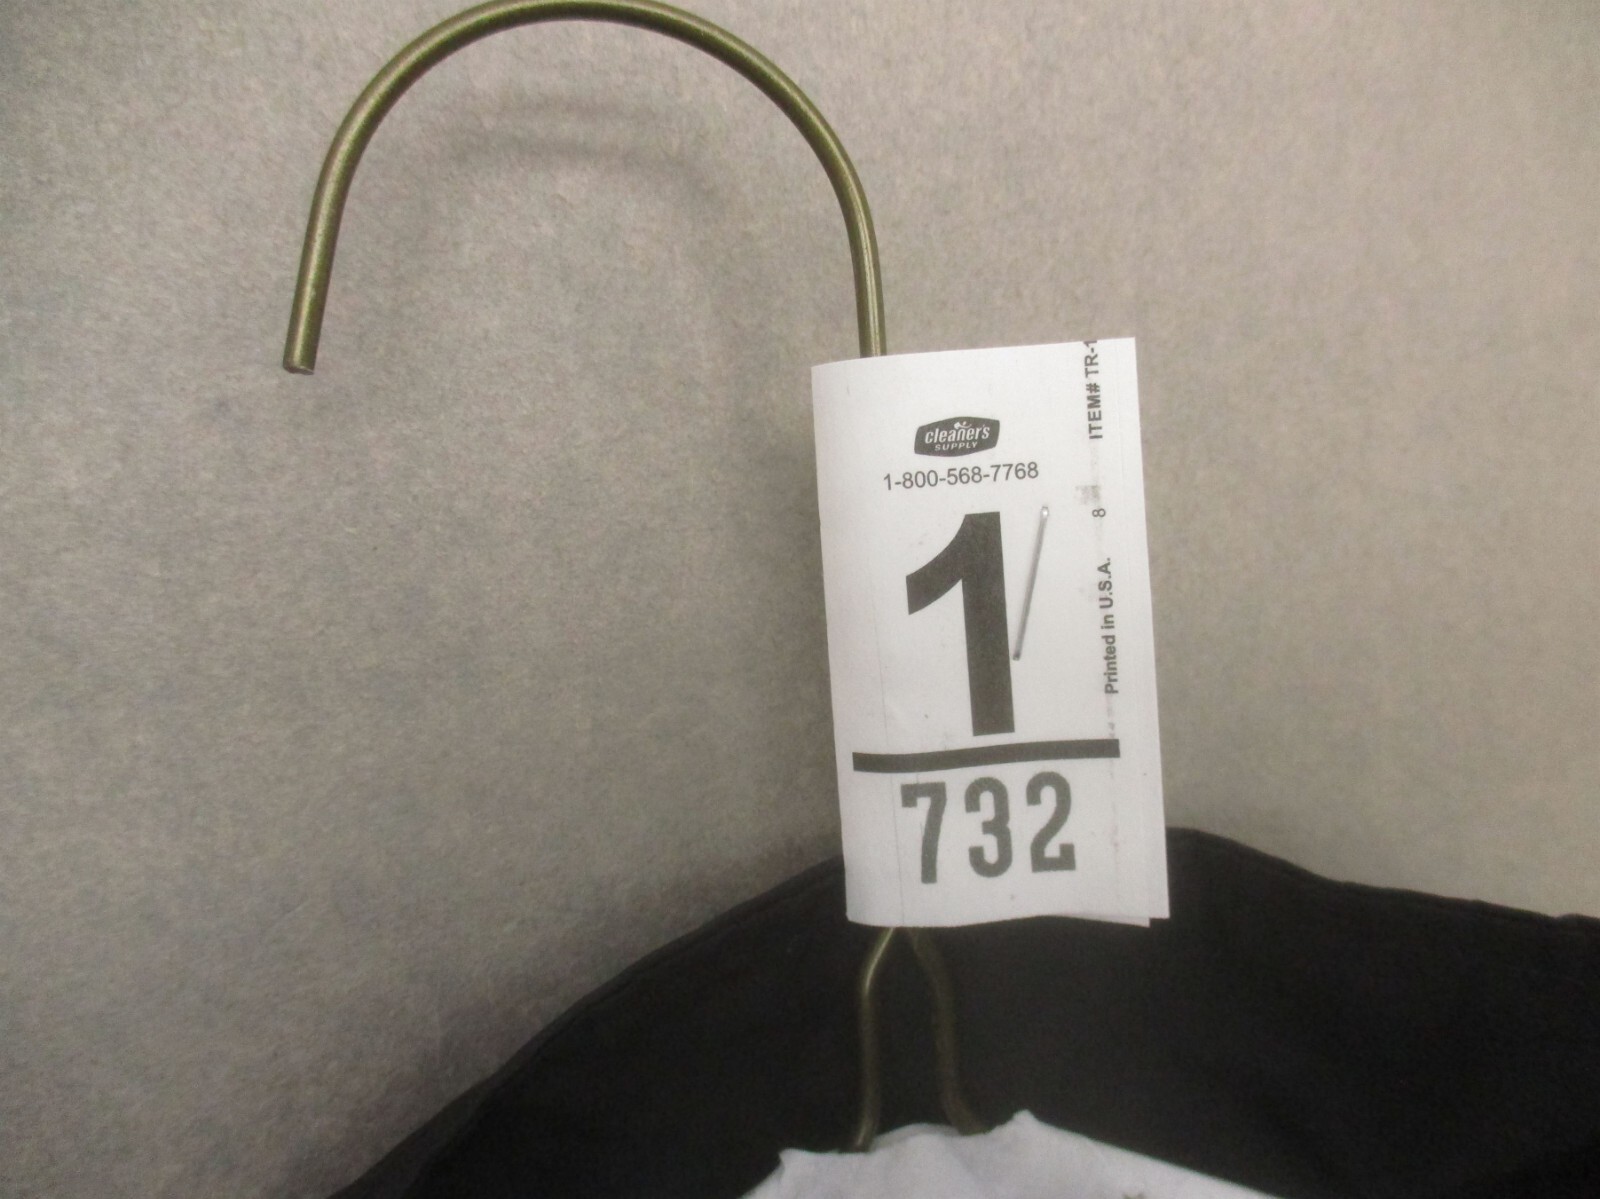 cleaner's
SUPPLY
1-800-568-7768
1
732
Printed in U.S.A. 8 ITEM# TR-1